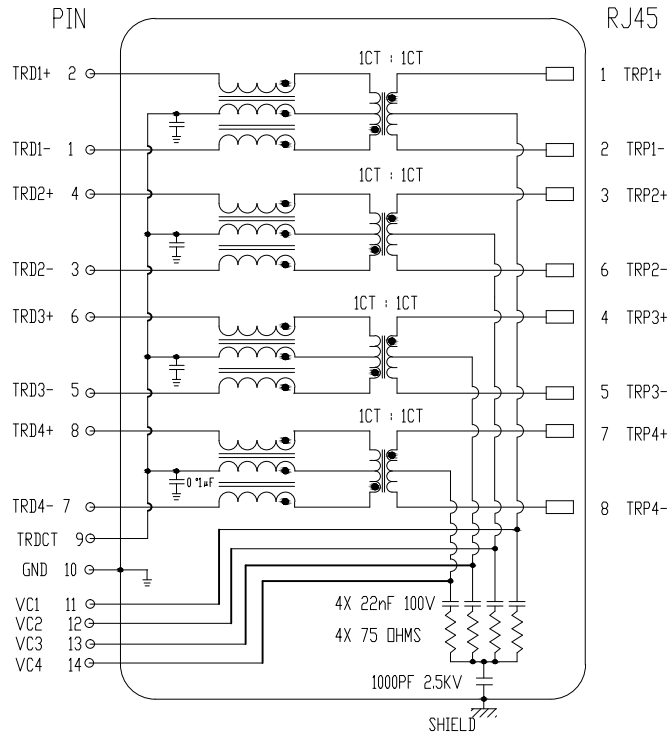 PIN RJ45
1CT : 1CT
TRD1+ 2 1 TRP1+
TRD1- 1 2 TRP1-
1CT : 1CT
TRD2+ 4 3 TRP2+
TRD2- 3 6 TRP2-
1CT : 1CT
TRD3+ 6 4 TRP3+
TRD3- 5 5 TRP3-
1CT : 1CT
TRD4+ 8 7 TRP4+
0°1µF
TRD4- 7 8 TRP4-
TRDCT 9
GND 10
VC1 11
4X 22nF 100V
VC2 12
4X 75 OHMS
VC3 13
VC4 14
1000PF 2.5KV
SHIELD